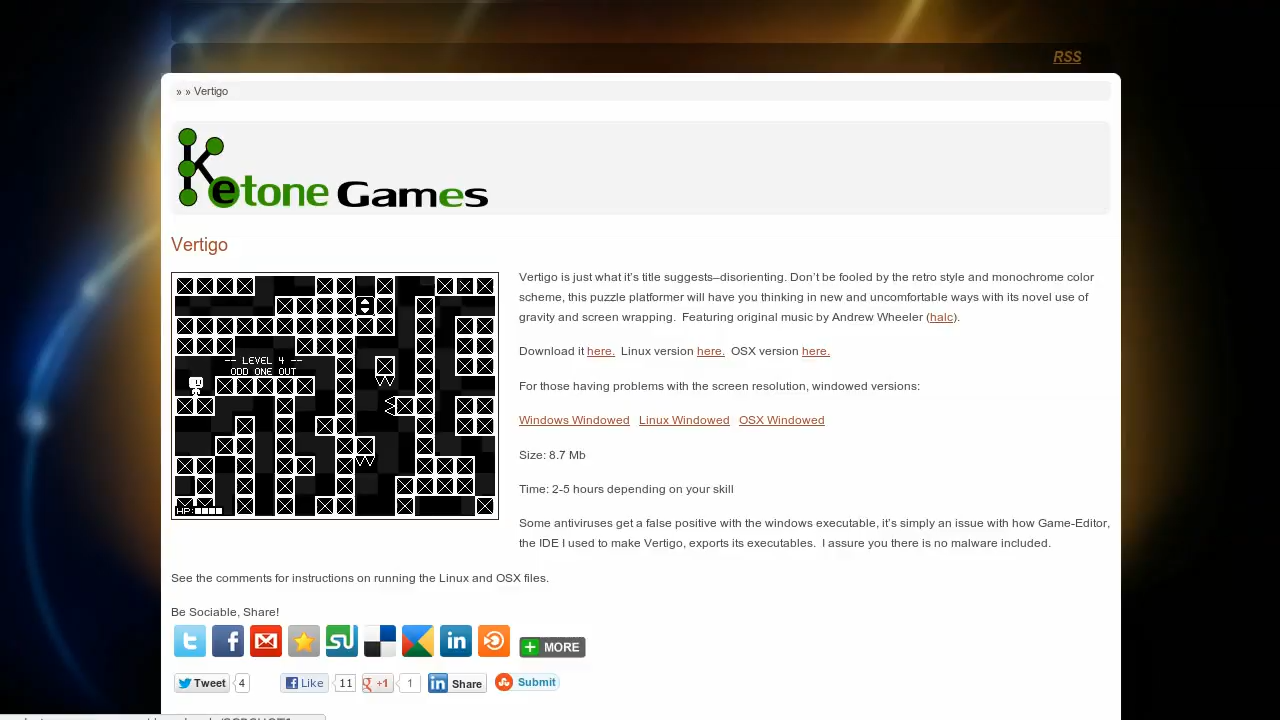 RSS
» » Vertigo
Ketone Games
Vertigo
-- LEVEL 4 --
ODD ONE OUT
HP:
Vertigo is just what it's title suggests–disorienting. Don't be fooled by the retro style and monochrome color
scheme, this puzzle platformer will have you thinking in new and uncomfortable ways with its novel use of
gravity and screen wrapping.  Featuring original music by Andrew Wheeler (halc).
Download it here.  Linux version here.  OSX version here.
For those having problems with the screen resolution, windowed versions:
Windows Windowed   Linux Windowed   OSX Windowed
Size: 8.7 Mb
Time: 2-5 hours depending on your skill
Some antiviruses get a false positive with the windows executable, it's simply an issue with how Game-Editor,
the IDE I used to make Vertigo, exports its executables.  I assure you there is no malware included.
See the comments for instructions on running the Linux and OSX files.
Be Sociable, Share!
+ MORE
Tweet 4 Like 11 +1 1 in Share Submit